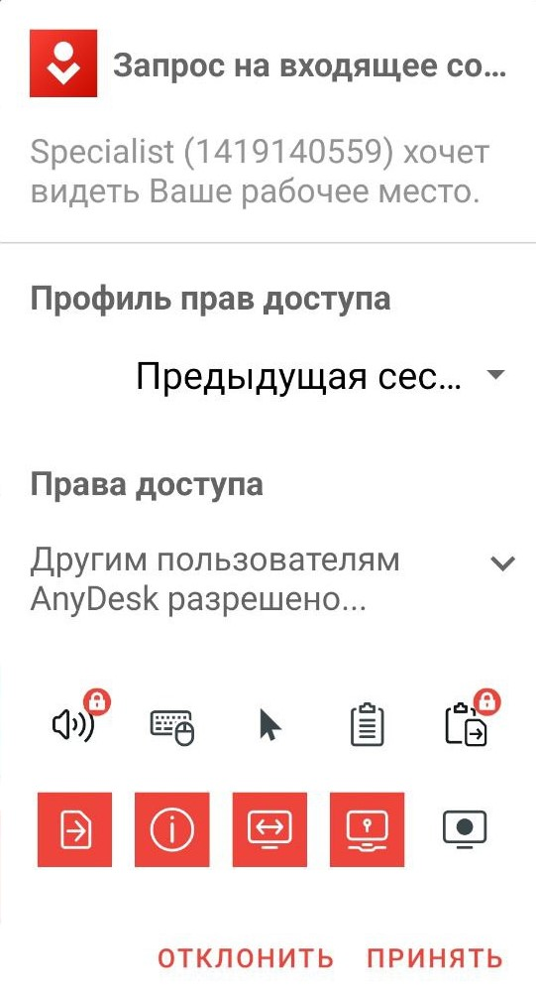 Запрос на входящее со...
Specialist (1419140559) хочет
видеть Ваше рабочее место.
Профиль прав доступа
Предыдущая сес...
Права доступа
Другим пользователям
AnyDesk разрешено...
ОТКЛОНИТЬ ПРИНЯТЬ